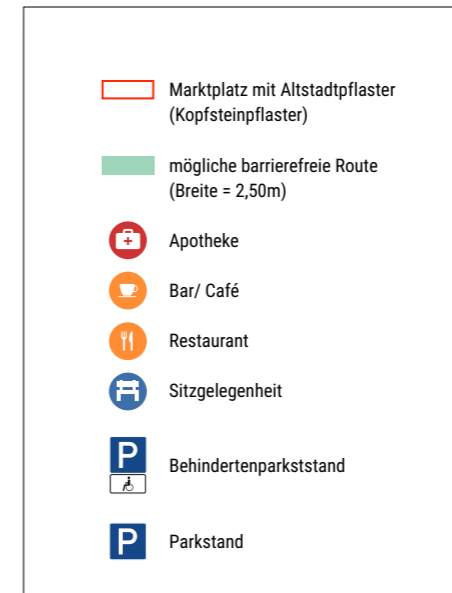 Marktplatz mit Altstadtpflaster
(Kopfsteinpflaster)
mögliche barrierefreie Route
(Breite = 2,50m)
Apotheke
Bar/ Café
Restaurant
Sitzgelegenheit
P
Behindertenparkststand
P
Parkstand